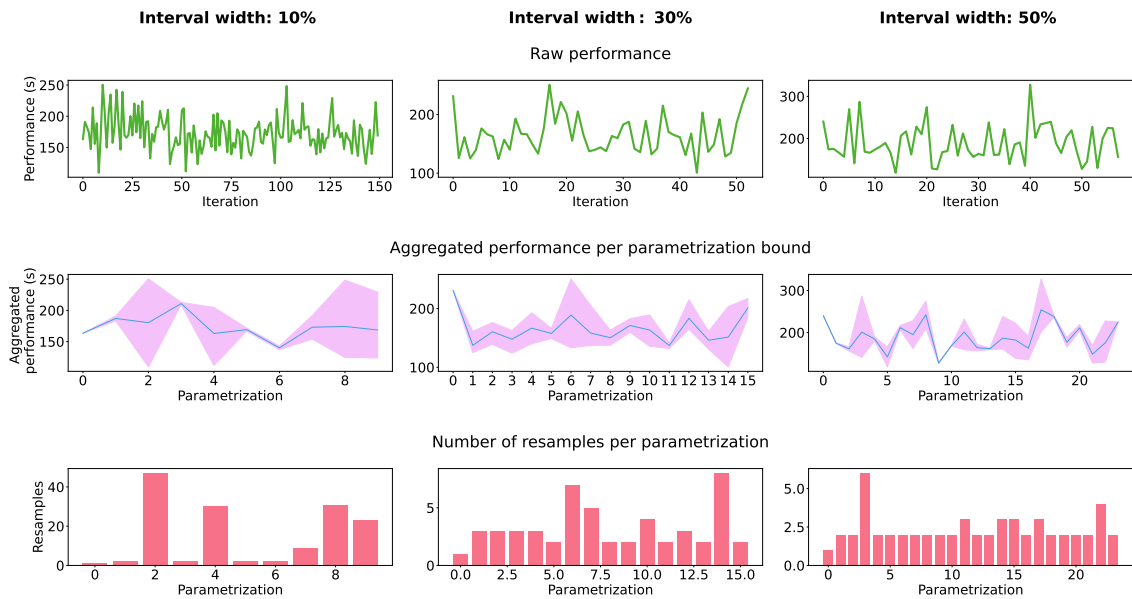 Interval width: 10%
Interval width: 30%
Interval width: 50%
Raw performance
Performance (s)
250
200
150
0 25 50 75 100 125 149
Iteration
200
100
0 10 20 30 40 50
Iteration
300
200
0 10 20 30 40 50
Iteration
Aggregated performance per parametrization bound
Aggregated
performance (s)
250
200
150
0 2 4 6 8
Parametrization
200
100
0 1 2 3 4 5 6 7 8 9 10 11 12 13 14 15
Parametrization
300
200
0 5 10 15 20
Parametrization
Number of resamples per parametrization
Resamples
40
20
0
0 2 4 6 8
Parametrization
5
0
0.0 2.5 5.0 7.5 10.0 12.5 15.0
Parametrization
5.0
2.5
0.0
0 5 10 15 20
Parametrization